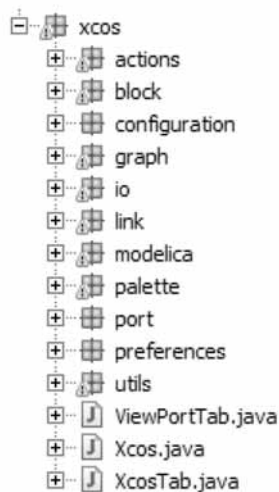 xcos
actions
block
configuration
graph
io
link
modelica
palette
port
preferences
utils
ViewPortTab.java
Xcos.java
XcosTab.java